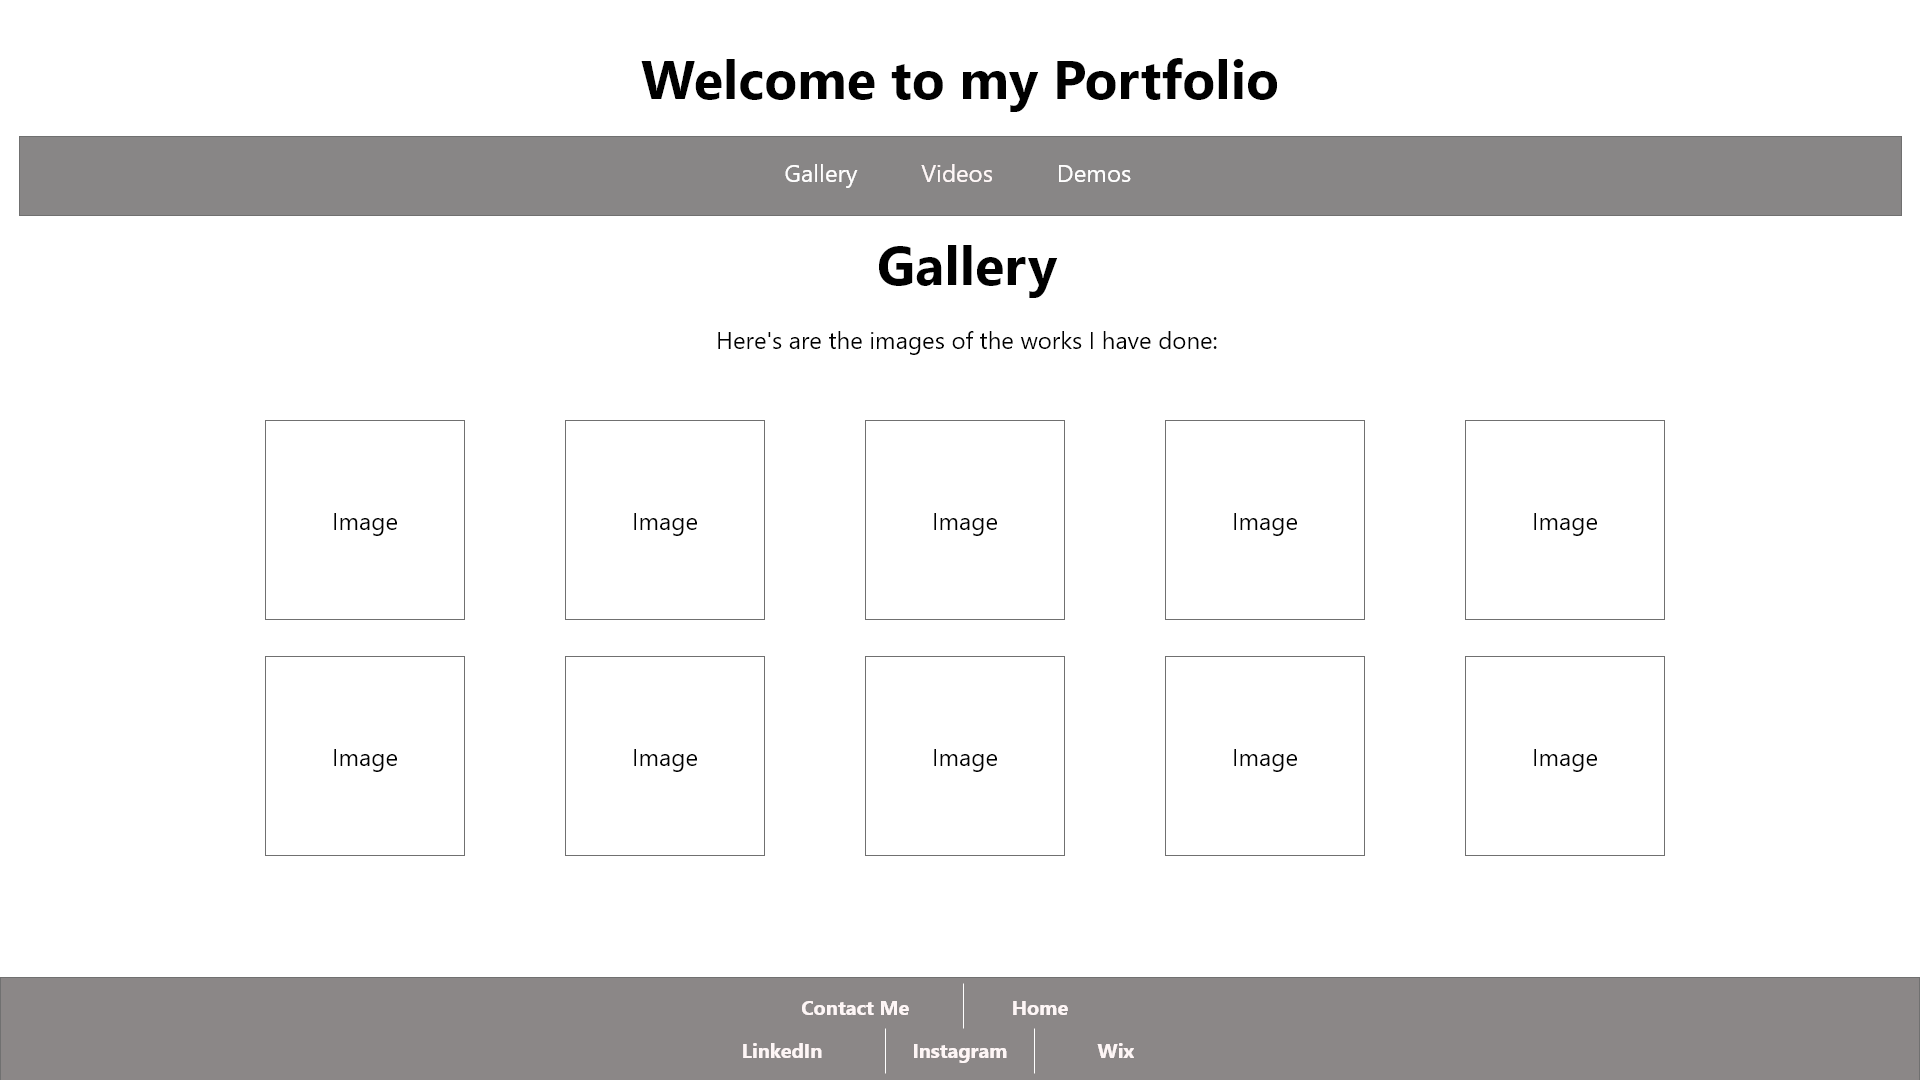 Welcome to my Portfolio
Gallery Videos Demos
Gallery
Here's are the images of the works I have done:
Image Image Image Image Image
Image Image Image Image Image
Contact Me Home
LinkedIn Instagram Wix